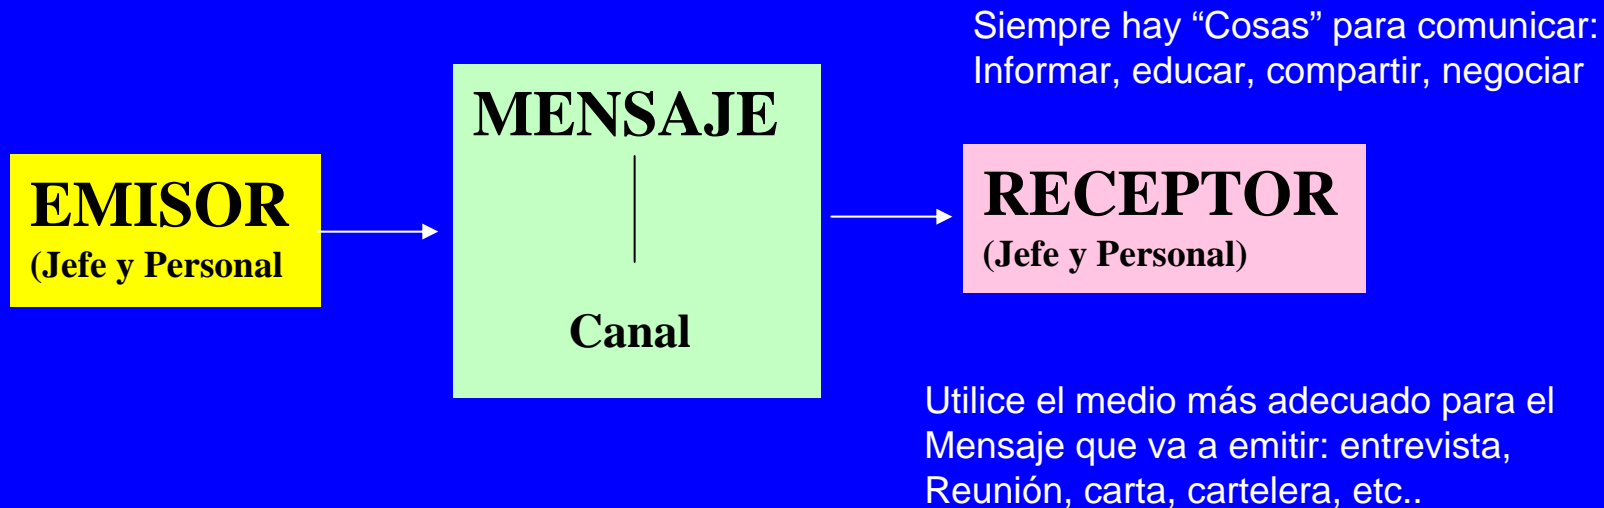 Siempre hay “Cosas” para comunicar:
Informar, educar, compartir, negociar
EMISOR
(Jefe y Personal
MENSAJE
Canal
RECEPTOR
(Jefe y Personal)
Utilice el medio más adecuado para el
Mensaje que va a emitir: entrevista,
Reunión, carta, cartelera, etc..